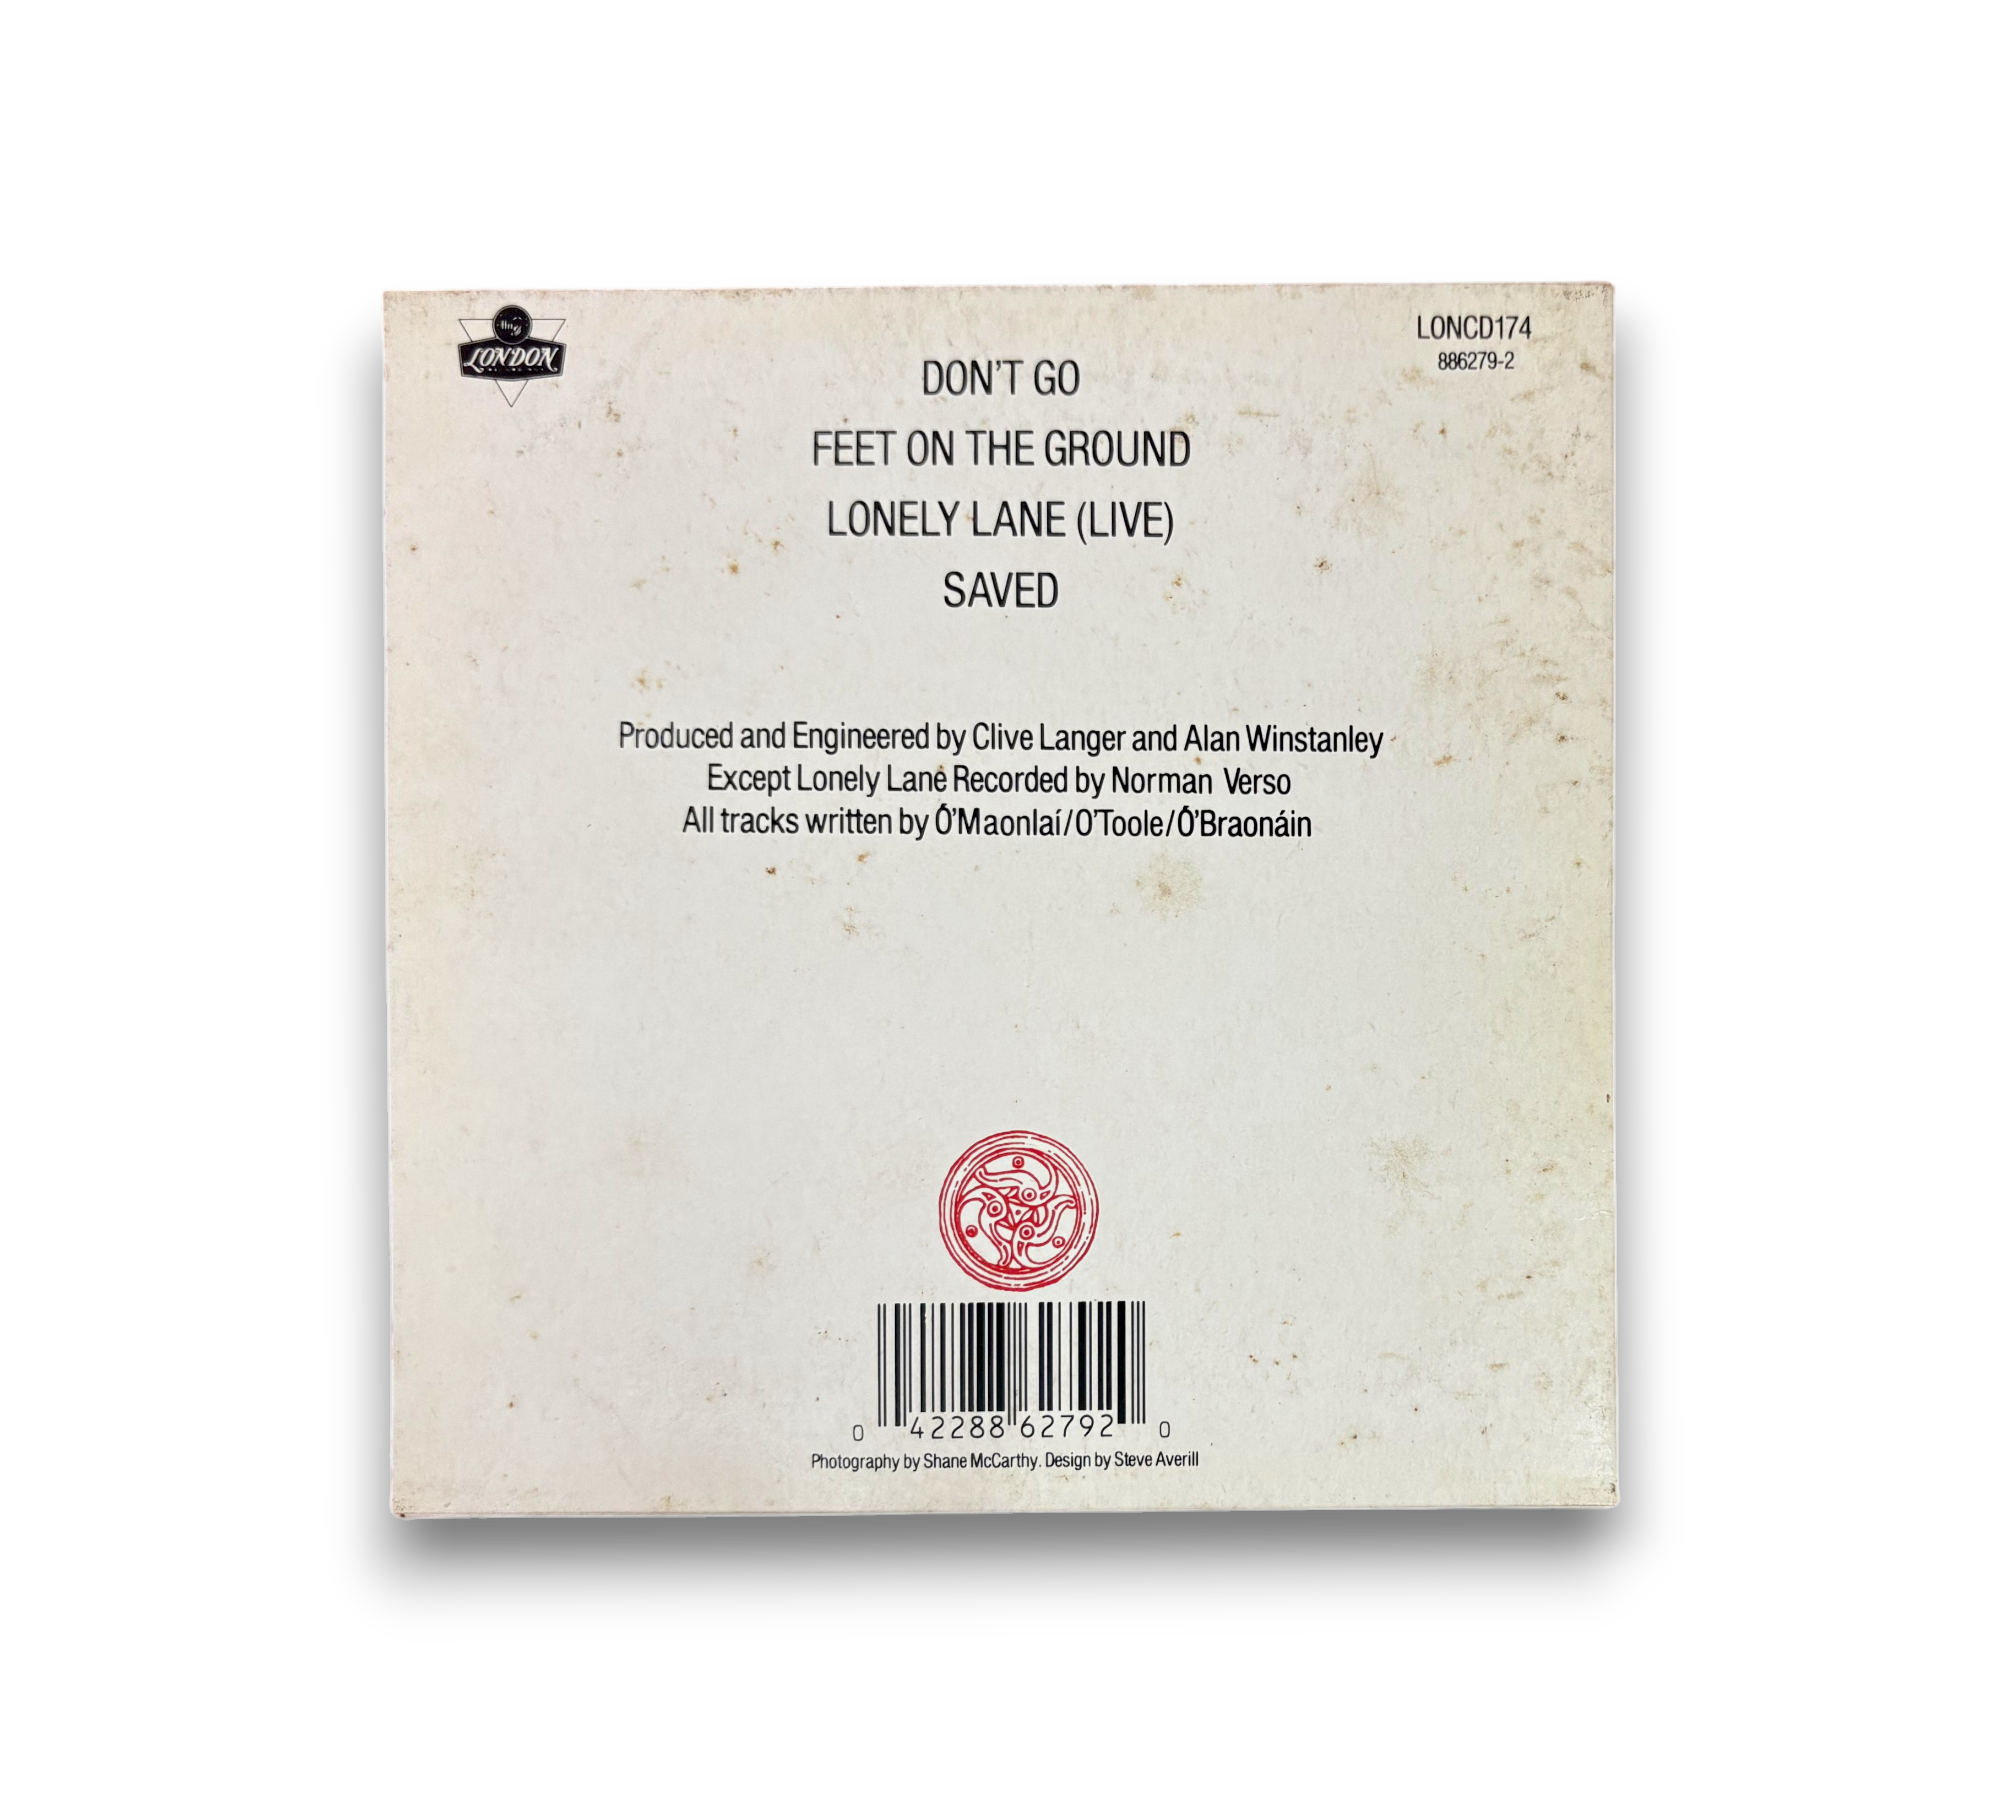 LONDON
LONCD174
886279-2
DON'T GO
FEET ON THE GROUND
LONELY LANE (LIVE)
SAVED
Produced and Engineered by Clive Langer and Alan Winstanley
Except Lonely Lane Recorded by Norman Verso
All tracks written by Ó'Maonlaí/O'Toole/Ó'Braonáin
0 42288 62792 0
Photography by Shane McCarthy. Design by Steve Averill